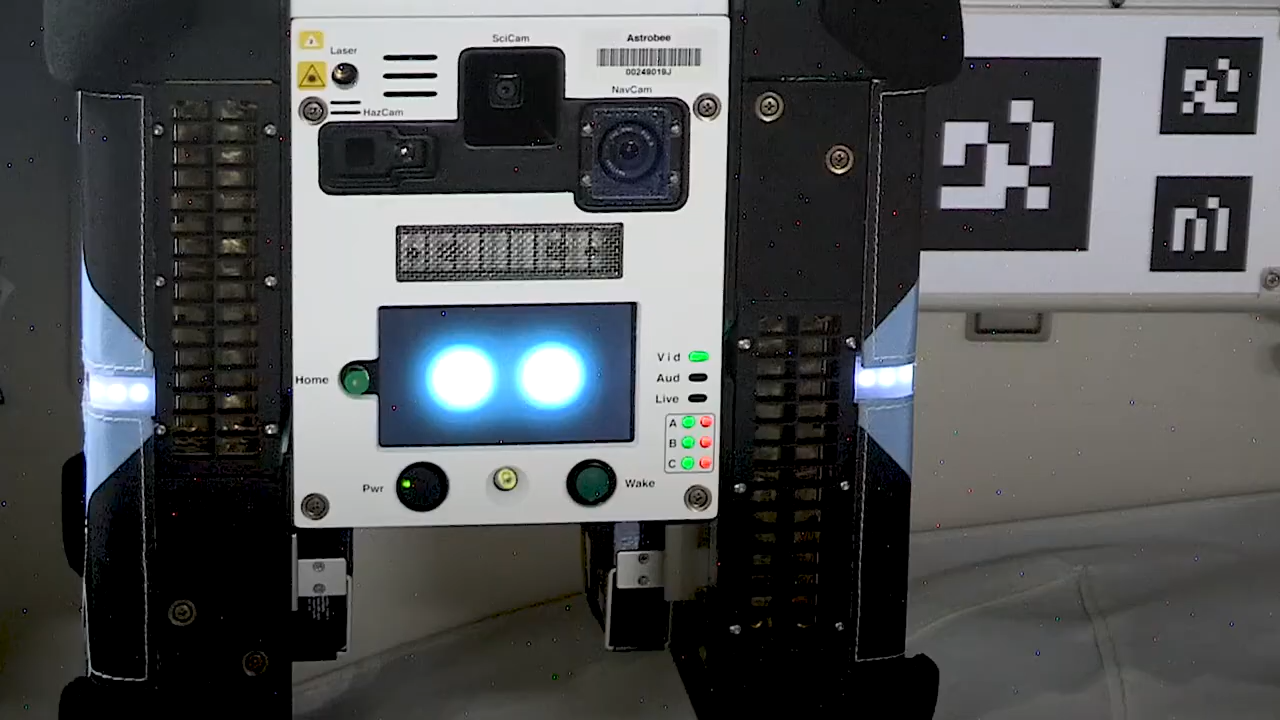 SciCam
Astrobee
Laser
00249019J
NavCam
HazCam
Vid
Home
Aud
Live
A
B
C
Pwr
Wake